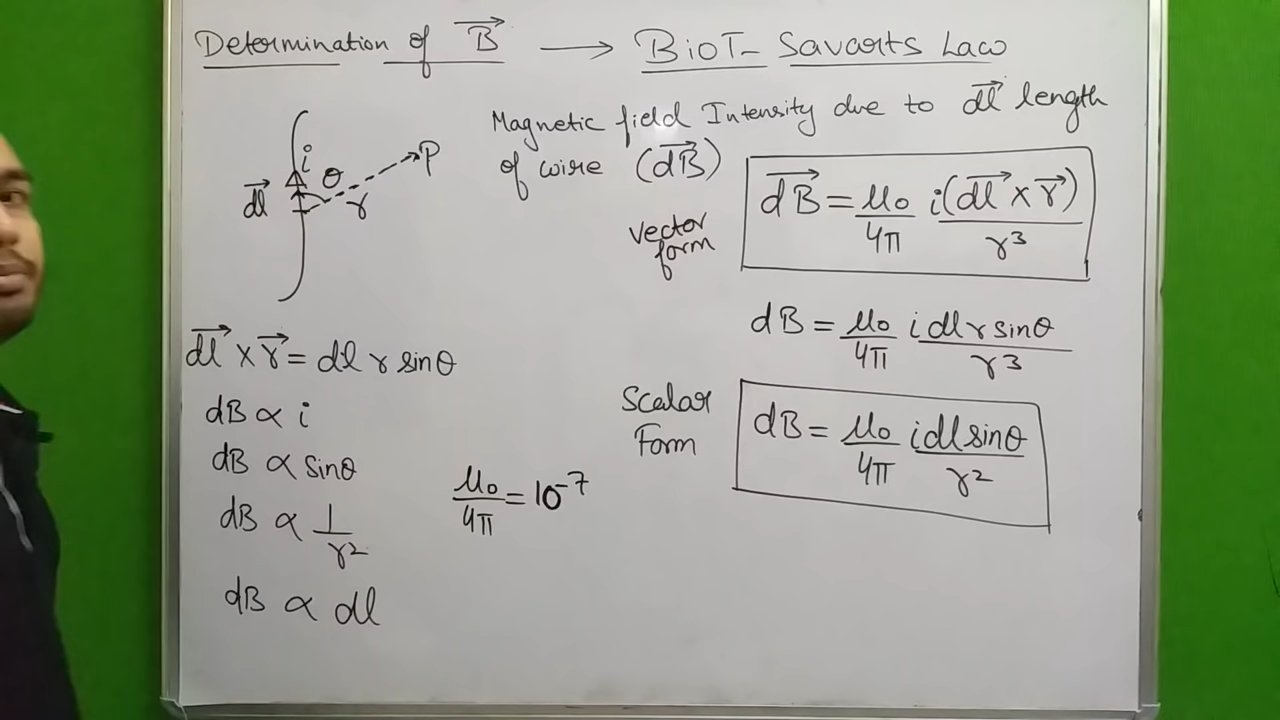 Determination of B⃗ → BioT-Savarts Law
i
θ
P
dl⃗
r
Magnetic field Intensity due to dl⃗ length
of wire (dB⃗)
Vector form
dB⃗ = μ₀/4π i(dl⃗ × r⃗)/r³
dB = μ₀/4π i dl r sinθ/r³
Scalar Form
dB = μ₀/4π i dl sinθ/r²
dl⃗ × r⃗ = dl r sinθ
dB ∝ i
dB ∝ sinθ
dB ∝ 1/r²
dB ∝ dl
μ₀/4π = 10⁻⁷